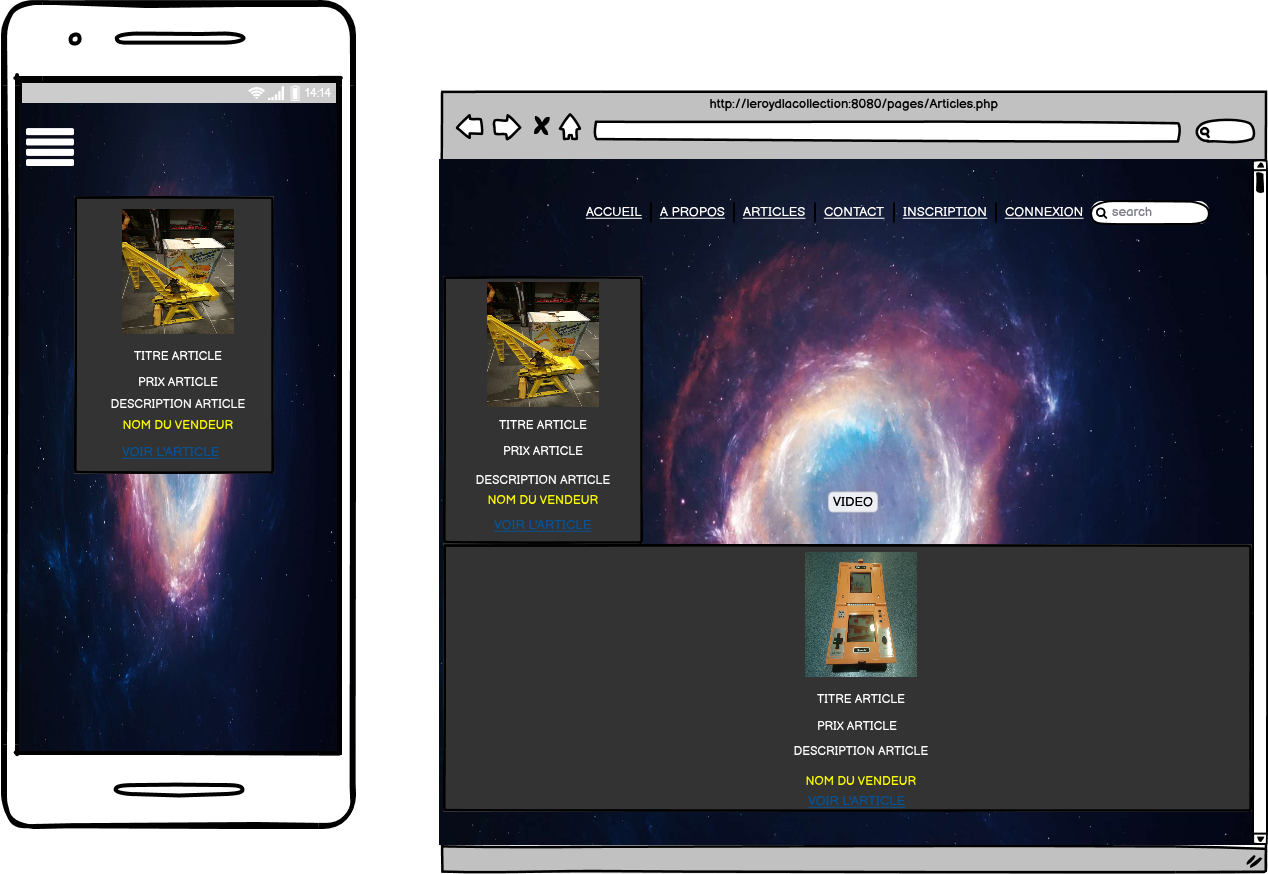 14:14
TITRE ARTICLE
PRIX ARTICLE
DESCRIPTION ARTICLE
NOM DU VENDEUR
VOIR L'ARTICLE
http://leroydlacollection:8080/pages/Articles.php
ACCUEIL A PROPOS ARTICLES CONTACT INSCRIPTION CONNEXION search
TITRE ARTICLE
PRIX ARTICLE
DESCRIPTION ARTICLE
NOM DU VENDEUR
VOIR L'ARTICLE
VIDEO
TITRE ARTICLE
PRIX ARTICLE
DESCRIPTION ARTICLE
NOM DU VENDEUR
VOIR L'ARTICLE